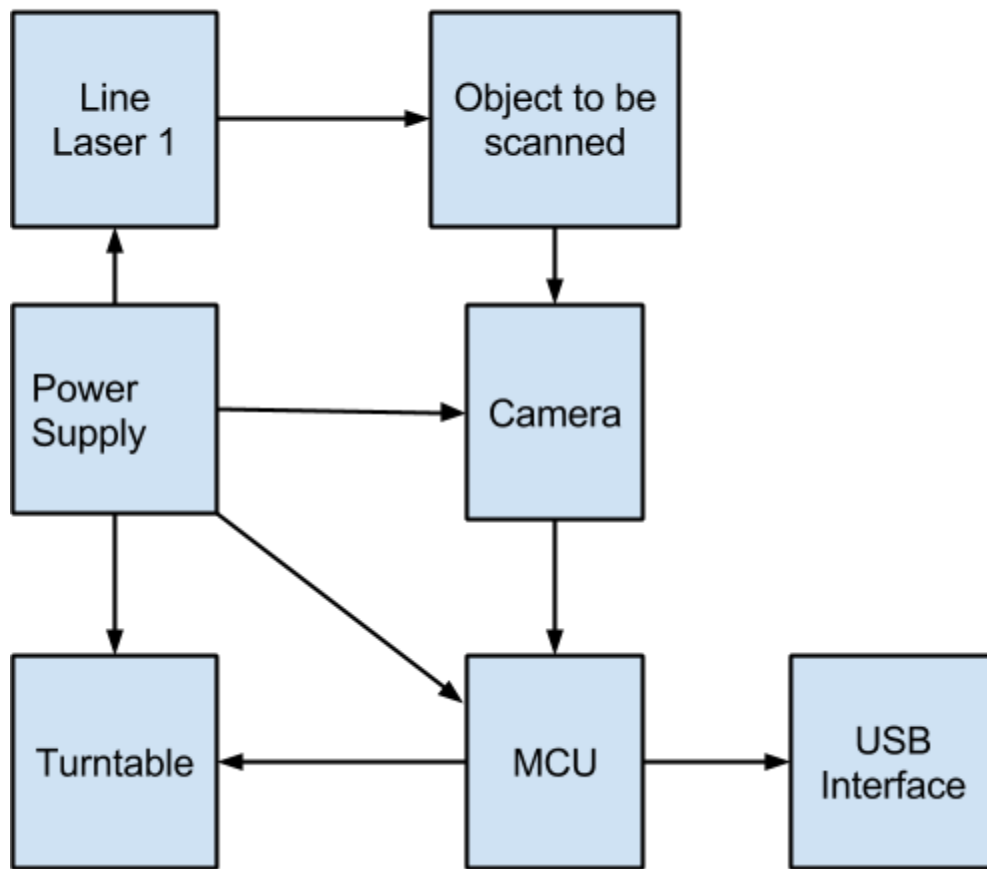 Line
Laser 1
Object to be
scanned
Power
Supply
Camera
Turntable
MCU
USB
Interface